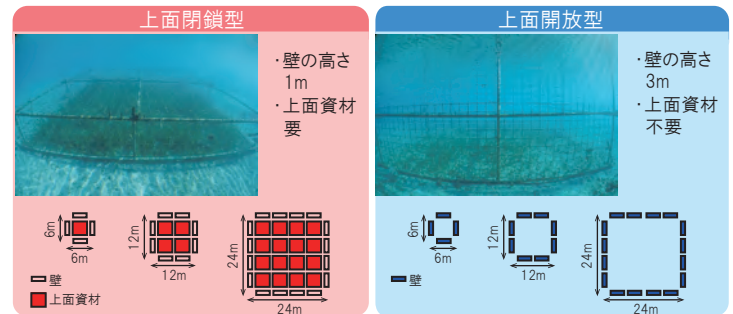 上面閉鎖型
・壁の高さ
1m
・上面資材
要
6m
6m
12m
12m
24m
24m
壁
上面資材
上面開放型
・壁の高さ
3m
・上面資材
不要
6m
6m
12m
12m
24m
24m
壁